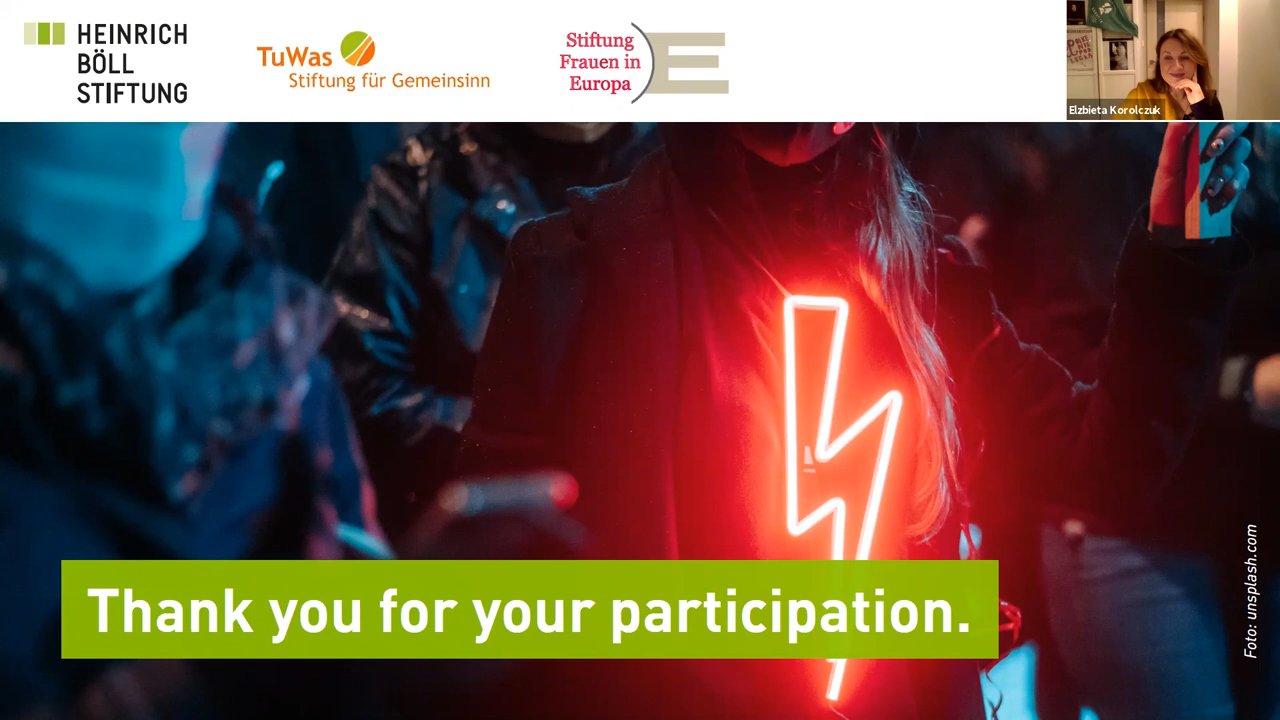 HEINRICH
BÖLL
STIFTUNG
TuWas
Stiftung für Gemeinsinn
Stiftung
Frauen in
Europa
Elzbieta Korolczuk
Thank you for your participation.
Foto: unsplash.com